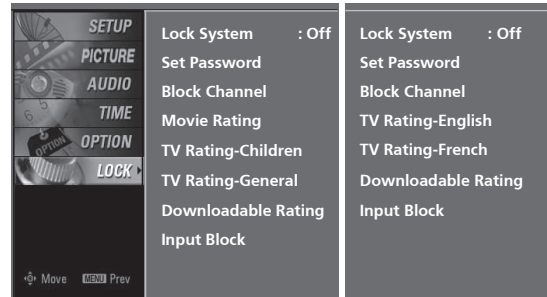 SETUP
PICTURE
AUDIO
TIME
OPTION
LOCK
Move MENU Prev
Lock System : Off
Set Password
Block Channel
Movie Rating
TV Rating-Children
TV Rating-General
Downloadable Rating
Input Block
Lock System : Off
Set Password
Block Channel
TV Rating-English
TV Rating-French
Downloadable Rating
Input Block